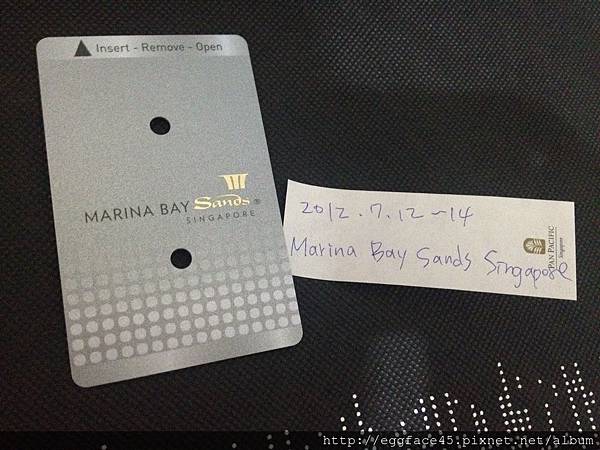 Insert - Remove - Open
MARINA BAY Sands®
SINGAPORE
2012.7.12~14
Marina Bay Sands Singapore
PAN PACIFIC
Singapore
http://eggface45.pixnet.net/album